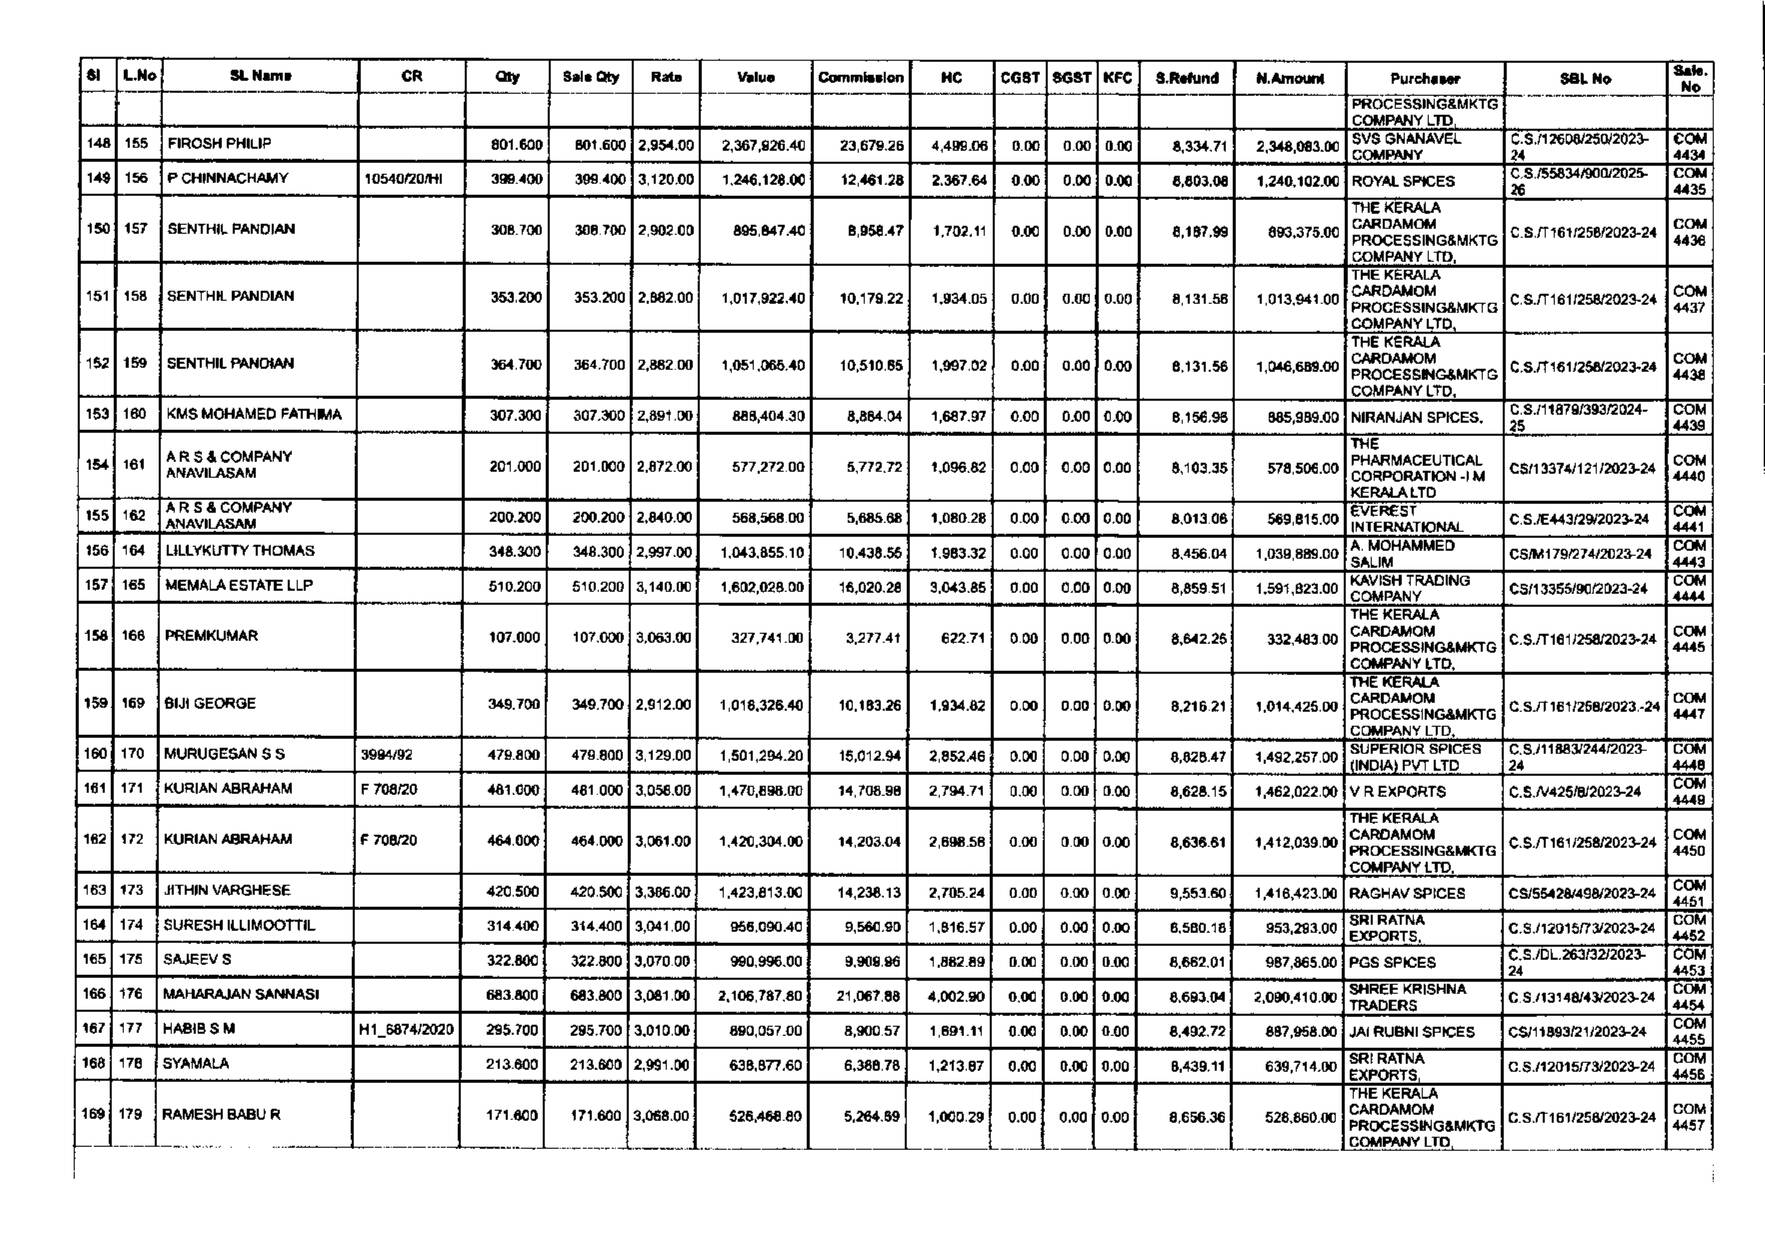 Sl L.No SL Name CR Qty Sale Qty Rate Value Commission HC CGST SGST KFC S.Refund N.Amount Purchaser SBL No Sale. No
PROCESSING&MKTG
COMPANY LTD,
148 155 FIROSH PHILIP 801.600 801.600 2,954.00 2,367,926.40 23,679.26 4,499.06 0.00 0.00 0.00 8,334.71 2,348,083.00 SVS GNANAVEL COMPANY C.S./12608/250/2023-24 COM 4434
149 156 P CHINNACHAMY 10540/20/HI 399.400 399.400 3,120.00 1,246,128.00 12,461.28 2,367.64 0.00 0.00 0.00 8,803.08 1,240,102.00 ROYAL SPICES C.S./55834/900/2025-26 COM 4435
150 157 SENTHIL PANDIAN 308.700 308.700 2,902.00 895,847.40 8,958.47 1,702.11 0.00 0.00 0.00 8,187.99 893,375.00 THE KERALA CARDAMOM PROCESSING&MKTG COMPANY LTD, C.S./T161/258/2023-24 COM 4436
151 158 SENTHIL PANDIAN 353.200 353.200 2,882.00 1,017,922.40 10,179.22 1,934.05 0.00 0.00 0.00 8,131.56 1,013,941.00 THE KERALA CARDAMOM PROCESSING&MKTG COMPANY LTD, C.S./T161/258/2023-24 COM 4437
152 159 SENTHIL PANDIAN 364.700 364.700 2,882.00 1,051,065.40 10,510.65 1,997.02 0.00 0.00 0.00 8,131.56 1,046,689.00 THE KERALA CARDAMOM PROCESSING&MKTG COMPANY LTD, C.S./T161/258/2023-24 COM 4438
153 160 KMS MOHAMED FATHIMA 307.300 307.300 2,891.00 888,404.30 8,884.04 1,687.97 0.00 0.00 0.00 8,156.96 885,989.00 NIRANJAN SPICES. C.S./11879/393/2024-25 COM 4439
154 161 A R S & COMPANY ANAVILASAM 201.000 201.000 2,872.00 577,272.00 5,772.72 1,096.82 0.00 0.00 0.00 8,103.35 578,506.00 THE PHARMACEUTICAL CORPORATION -I M KERALA LTD CS/13374/121/2023-24 COM 4440
155 162 A R S & COMPANY ANAVILASAM 200.200 200.200 2,840.00 568,568.00 5,685.68 1,080.28 0.00 0.00 0.00 8,013.06 569,815.00 EVEREST INTERNATIONAL C.S./E443/29/2023-24 COM 4441
156 164 LILLYKUTTY THOMAS 348.300 348.300 2,997.00 1,043,855.10 10,438.55 1,983.32 0.00 0.00 0.00 8,456.04 1,039,889.00 A. MOHAMMED SALIM CS/M179/274/2023-24 COM 4443
157 165 MEMALA ESTATE LLP 510.200 510.200 3,140.00 1,602,028.00 16,020.28 3,043.85 0.00 0.00 0.00 8,859.51 1,591,823.00 KAVISH TRADING COMPANY CS/13355/90/2023-24 COM 4444
158 166 PREMKUMAR 107.000 107.000 3,063.00 327,741.00 3,277.41 622.71 0.00 0.00 0.00 8,642.25 332,483.00 THE KERALA CARDAMOM PROCESSING&MKTG COMPANY LTD, C.S./T161/258/2023-24 COM 4445
159 169 BIJI GEORGE 349.700 349.700 2,912.00 1,018,326.40 10,183.26 1,934.82 0.00 0.00 0.00 8,216.21 1,014,425.00 THE KERALA CARDAMOM PROCESSING&MKTG COMPANY LTD, C.S./T161/258/2023.-24 COM 4447
160 170 MURUGESAN S S 3994/92 479.800 479.800 3,129.00 1,501,294.20 15,012.94 2,852.46 0.00 0.00 0.00 8,828.47 1,492,257.00 SUPERIOR SPICES (INDIA) PVT LTD C.S./11883/244/2023-24 COM 4448
161 171 KURIAN ABRAHAM F 708/20 481.000 481.000 3,058.00 1,470,898.00 14,708.98 2,794.71 0.00 0.00 0.00 8,628.15 1,462,022.00 V R EXPORTS C.S./V425/8/2023-24 COM 4449
162 172 KURIAN ABRAHAM F 708/20 464.000 464.000 3,061.00 1,420,304.00 14,203.04 2,698.58 0.00 0.00 0.00 8,636.61 1,412,039.00 THE KERALA CARDAMOM PROCESSING&MKTG COMPANY LTD, C.S./T161/258/2023-24 COM 4450
163 173 JITHIN VARGHESE 420.500 420.500 3,386.00 1,423,813.00 14,238.13 2,705.24 0.00 0.00 0.00 9,553.60 1,416,423.00 RAGHAV SPICES CS/55428/498/2023-24 COM 4451
164 174 SURESH ILLIMOOTTIL 314.400 314.400 3,041.00 956,090.40 9,560.90 1,816.57 0.00 0.00 0.00 8,580.18 953,293.00 SRI RATNA EXPORTS, C.S./12015/73/2023-24 COM 4452
165 175 SAJEEV S 322.800 322.800 3,070.00 990,996.00 9,909.96 1,882.89 0.00 0.00 0.00 8,662.01 987,865.00 PGS SPICES C.S./DL.263/32/2023-24 COM 4453
166 176 MAHARAJAN SANNASI 683.800 683.800 3,081.00 2,106,787.80 21,067.88 4,002.90 0.00 0.00 0.00 8,693.04 2,090,410.00 SHREE KRISHNA TRADERS C.S./13148/43/2023-24 COM 4454
167 177 HABIB S M H1_6874/2020 295.700 295.700 3,010.00 890,057.00 8,900.57 1,691.11 0.00 0.00 0.00 8,492.72 887,958.00 JAI RUBNI SPICES CS/11893/21/2023-24 COM 4455
168 178 SYAMALA 213.600 213.600 2,991.00 638,877.60 6,388.78 1,213.87 0.00 0.00 0.00 8,439.11 639,714.00 SRI RATNA EXPORTS, C.S./12015/73/2023-24 COM 4456
169 179 RAMESH BABU R 171.600 171.600 3,068.00 526,468.80 5,264.69 1,000.29 0.00 0.00 0.00 8,656.36 528,860.00 THE KERALA CARDAMOM PROCESSING&MKTG COMPANY LTD, C.S./T161/258/2023-24 COM 4457